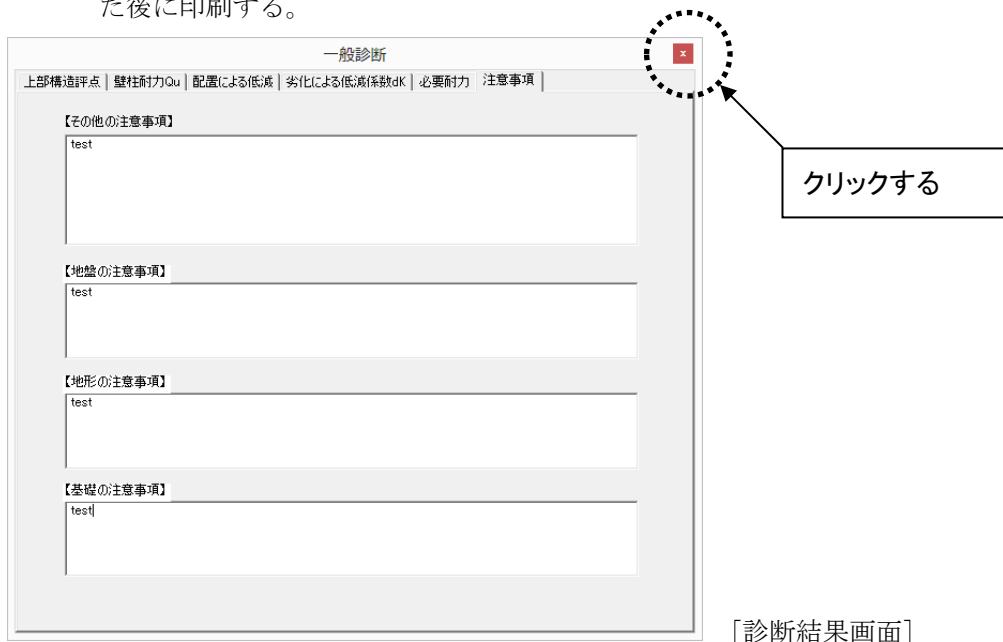 た後に印刷する。
一般診断
x
上部構造評点 壁柱耐力Qu 配置による低減 劣化による低減係数dK 必要耐力 注意事項
【その他の注意事項】
test
クリックする
【地盤の注意事項】
test
【地形の注意事項】
test
【基礎の注意事項】
test
[診断結果画面]